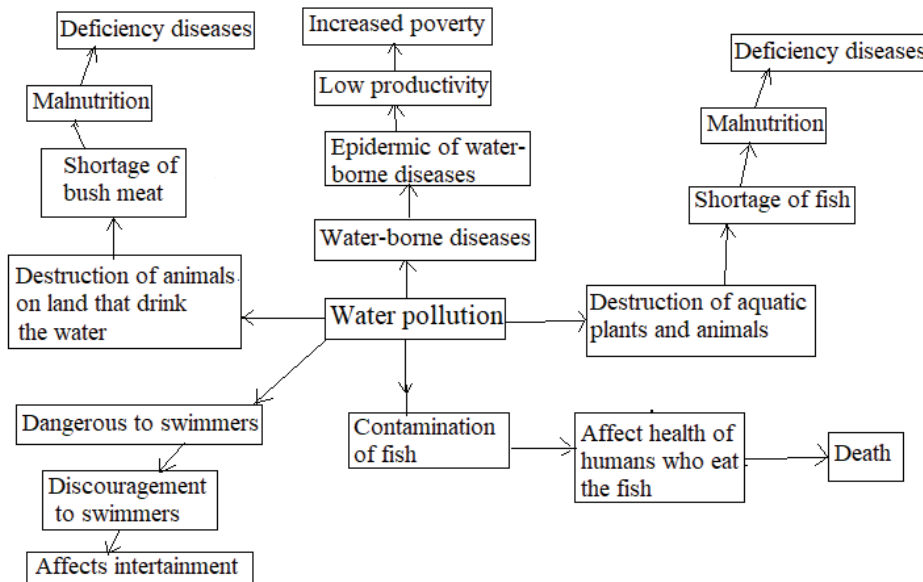 Deficiency diseases
Increased poverty
Deficiency diseases
Malnutrition
Low productivity
Malnutrition
Shortage of
bush meat
Epidermic of water-
borne diseases
Shortage of fish
Water-borne diseases
Destruction of animals
on land that drink
the water
Water pollution
Destruction of aquatic
plants and animals
Dangerous to swimmers
Contamination
of fish
Affect health of
humans who eat
the fish
Death
Discouragement
to swimmers
Affects intertainment